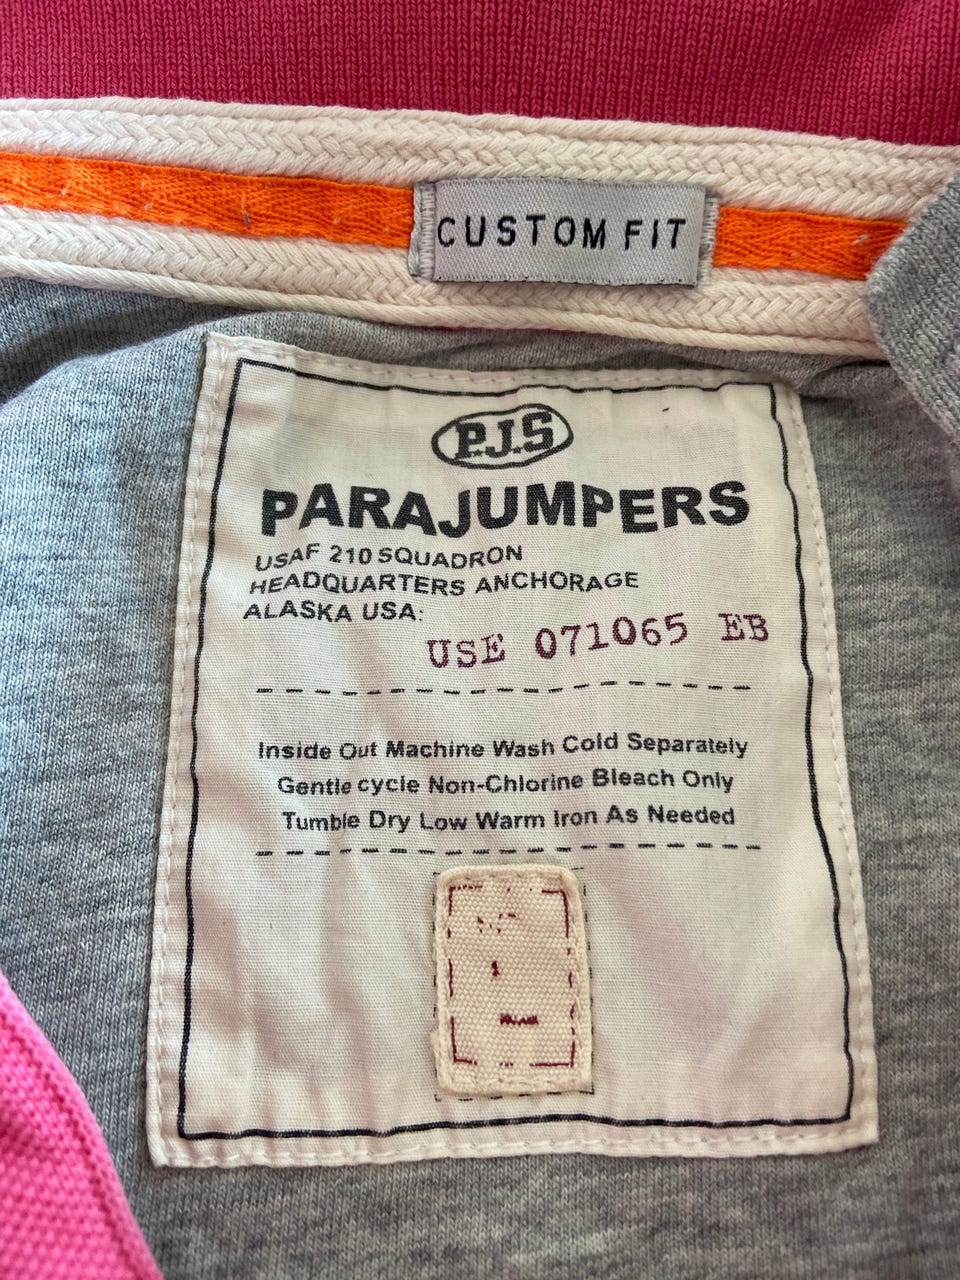 CUSTOM FIT
P.J.S
PARAJUMPERS
USAF 210 SQUADRON
HEADQUARTERS ANCHORAGE
ALASKA USA:
USE 071065 EB
Inside Out Machine Wash Cold Separately
Gentle cycle Non-Chlorine Bleach Only
Tumble Dry Low Warm Iron As Needed